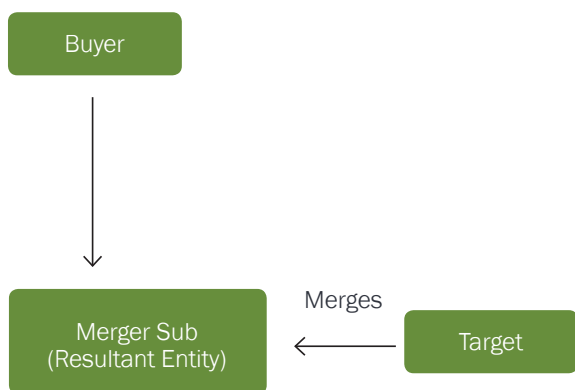 Buyer
Merges
Merger Sub
(Resultant Entity)
Target